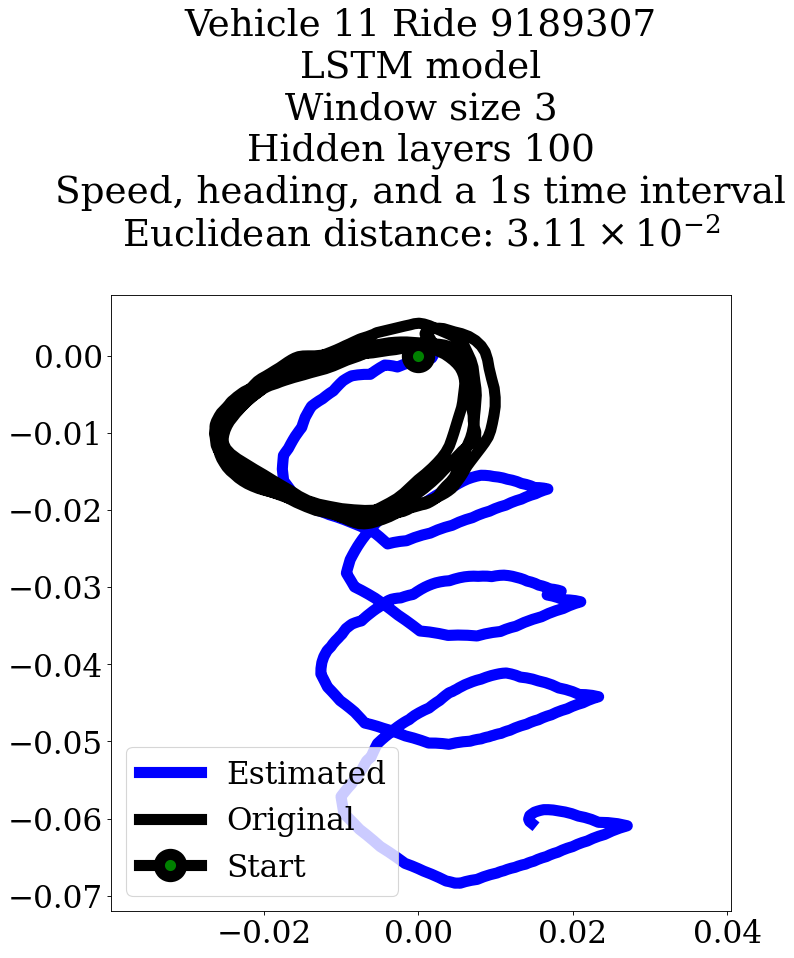 Vehicle 11 Ride 9189307
LSTM model
Window size 3
Hidden layers 100
Speed, heading, and a 1s time interval
Euclidean distance: 3.11 × 10⁻²
0.00
−0.01
−0.02
−0.03
−0.04
−0.05
−0.06
−0.07
Estimated
Original
Start
−0.02 0.00 0.02 0.04